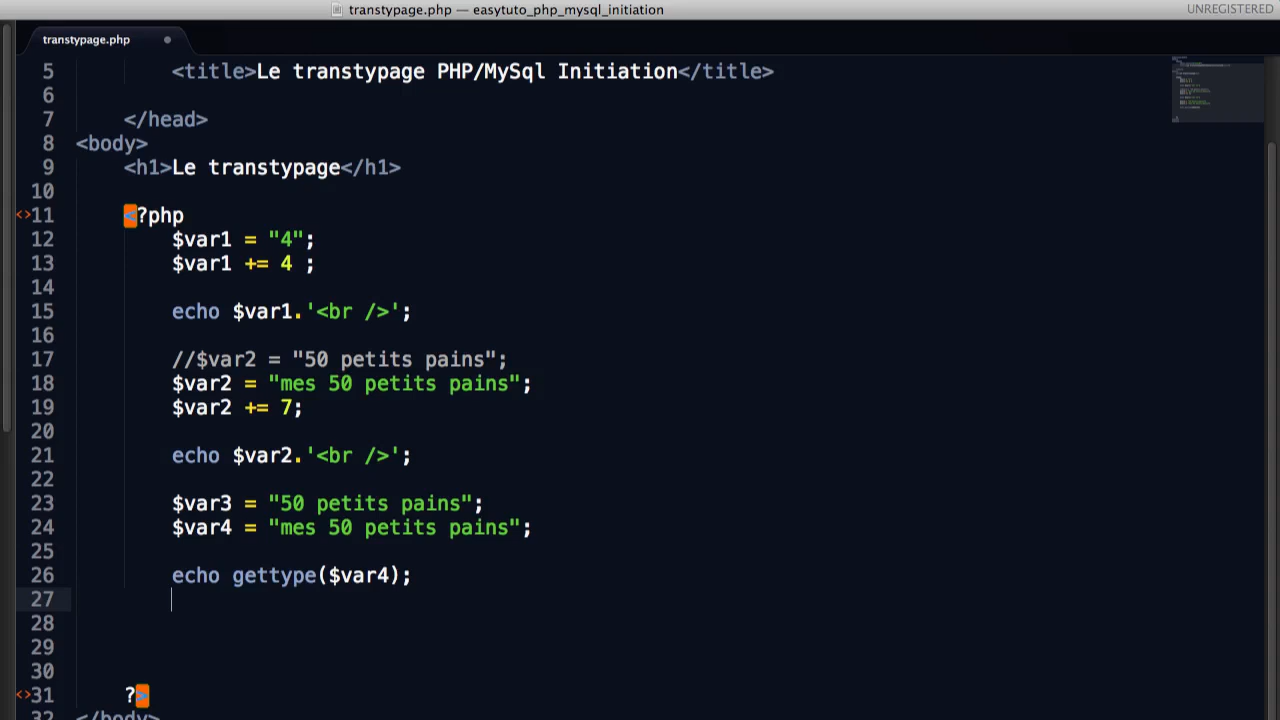 transtypage.php — easytuto_php_mysql_initiation
UNREGISTERED
transtypage.php
5 <title>Le transtypage PHP/MySql Initiation</title>
6
7 </head>
8 <body>
9 <h1>Le transtypage</h1>
10
11 <?php
12 $var1 = "4";
13 $var1 += 4 ;
14
15 echo $var1.'<br />';
16
17 //$var2 = "50 petits pains";
18 $var2 = "mes 50 petits pains";
19 $var2 += 7;
20
21 echo $var2.'<br />';
22
23 $var3 = "50 petits pains";
24 $var4 = "mes 50 petits pains";
25
26 echo gettype($var4);
27
28
29
30
31 ?>
32 </body>